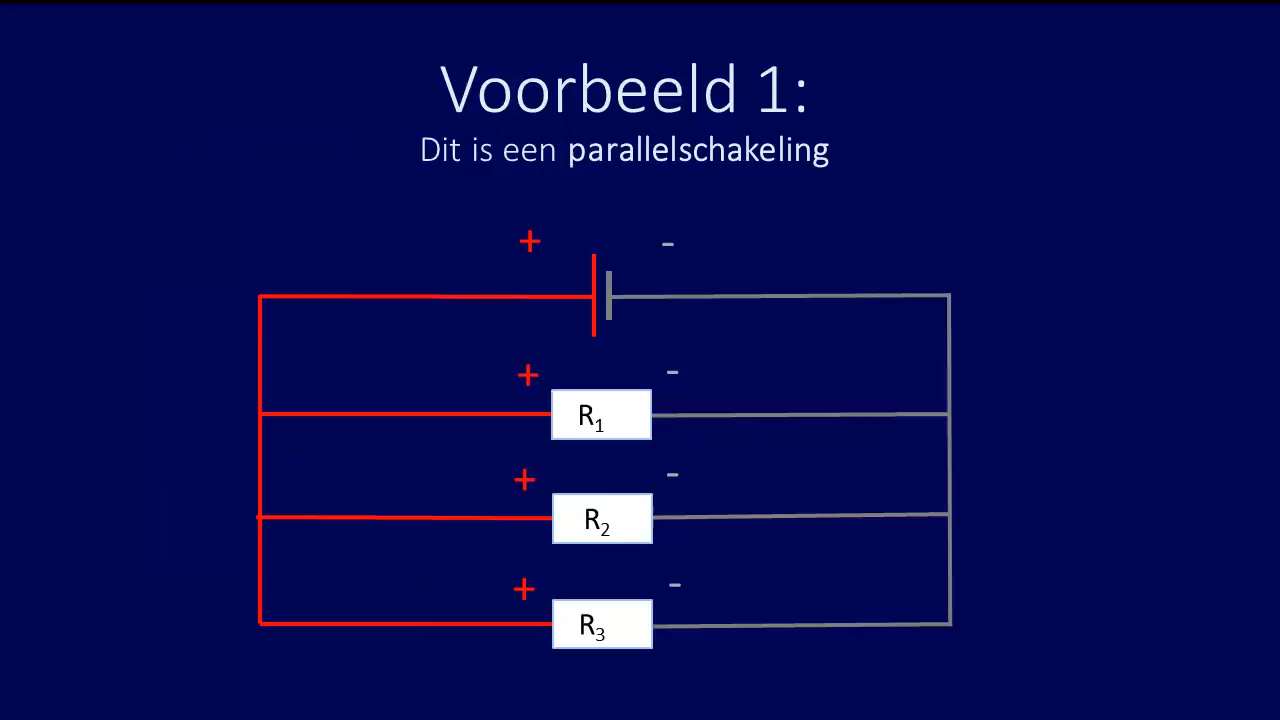 Voorbeeld 1:
Dit is een parallelschakeling
+ -
+ -
R1
+ -
R2
+ -
R3